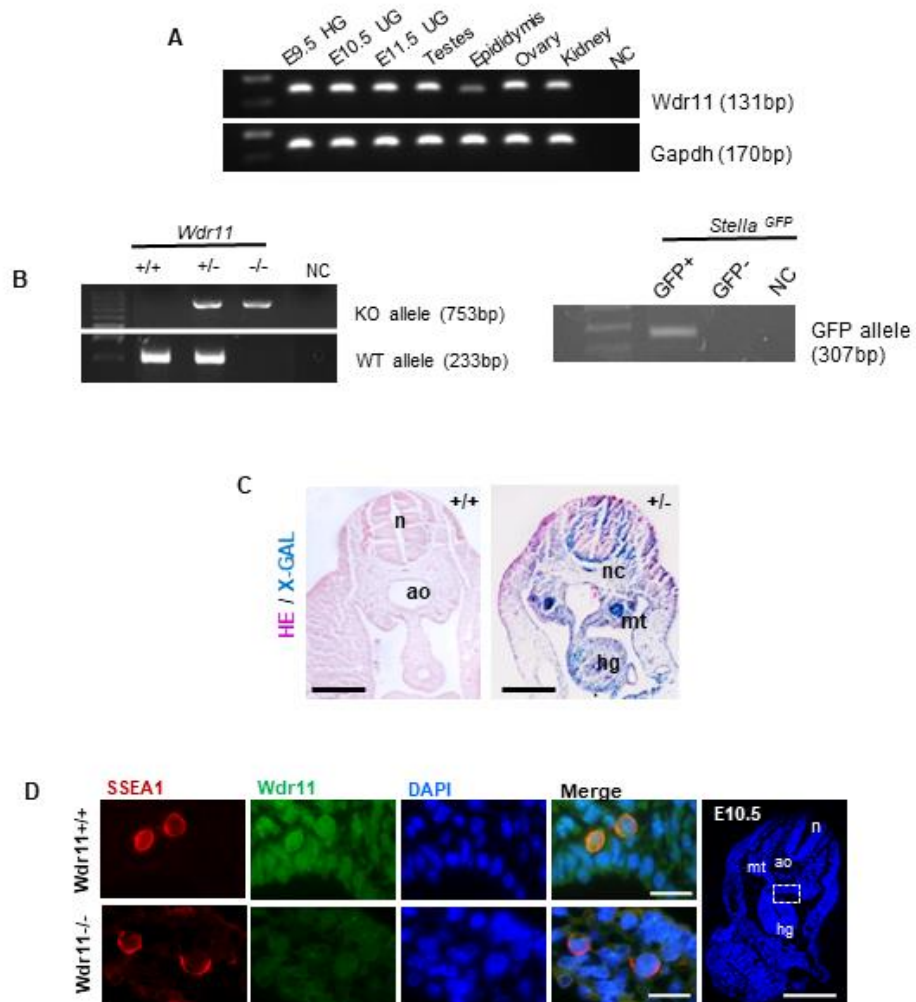 A
E9.5 HG
E10.5 UG
E11.5 UG
Testes
Epididymis
Ovary
Kidney
NC
Wdr11 (131bp)
Gapdh (170bp)
B
Wdr11
+/+ +/- -/- NC
KO allele (753bp)
WT allele (233bp)
Stella GFP
GFP+
GFP-
NC
GFP allele
(307bp)
C
HE / X-GAL
+/+
n
ao
+/-
nc
mt
hg
D
SSEA1 Wdr11 DAPI Merge
Wdr11+/+
Wdr11-/-
E10.5
n
ao
mt
hg